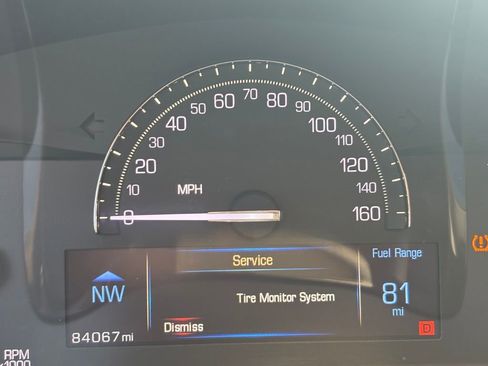 60 70 80
50 90
40 100
30 110
20 120
10 MPH 140
0 160
Service
Fuel Range
NW
Tire Monitor System
81
mi
Dismiss
D
84067 mi
RPM
x1000